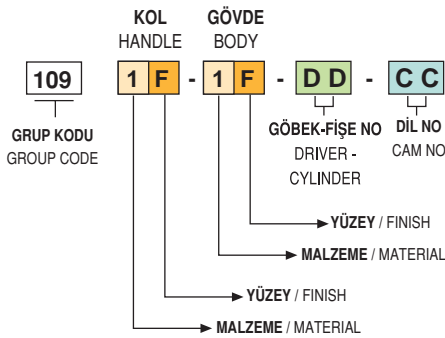 KOL GÖVDE
HANDLE BODY
109 1 F - 1 F - D D - C C
GRUP KODU
GROUP CODE
GÖBEK-FİŞE NO
DRIVER -
CYLINDER
DİL NO
CAM NO
YÜZEY / FINISH
MALZEME / MATERIAL
YÜZEY / FINISH
MALZEME / MATERIAL